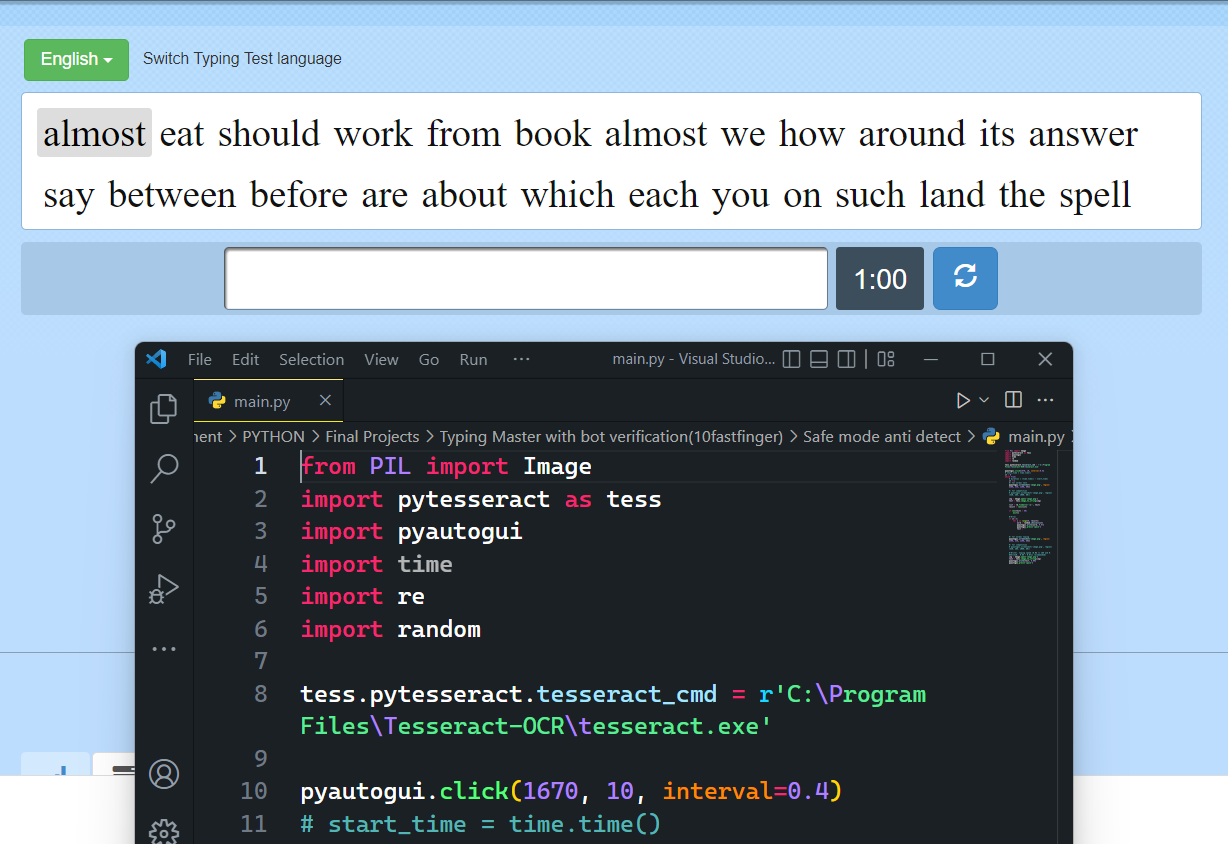 English
Switch Typing Test language
almost eat should work from book almost we how around its answer
say between before are about which each you on such land the spell
1:00
File Edit Selection View Go Run ··· main.py - Visual Studio...
main.py
nent > PYTHON > Final Projects > Typing Master with bot verification(10fastfinger) > Safe mode anti detect > main.py
1 from PIL import Image
2 import pytesseract as tess
3 import pyautogui
4 import time
5 import re
6 import random
7
8 tess.pytesseract.tesseract_cmd = r'C:\Program
Files\Tesseract-OCR\tesseract.exe'
9
10 pyautogui.click(1670, 10, interval=0.4)
11 # start_time = time.time()